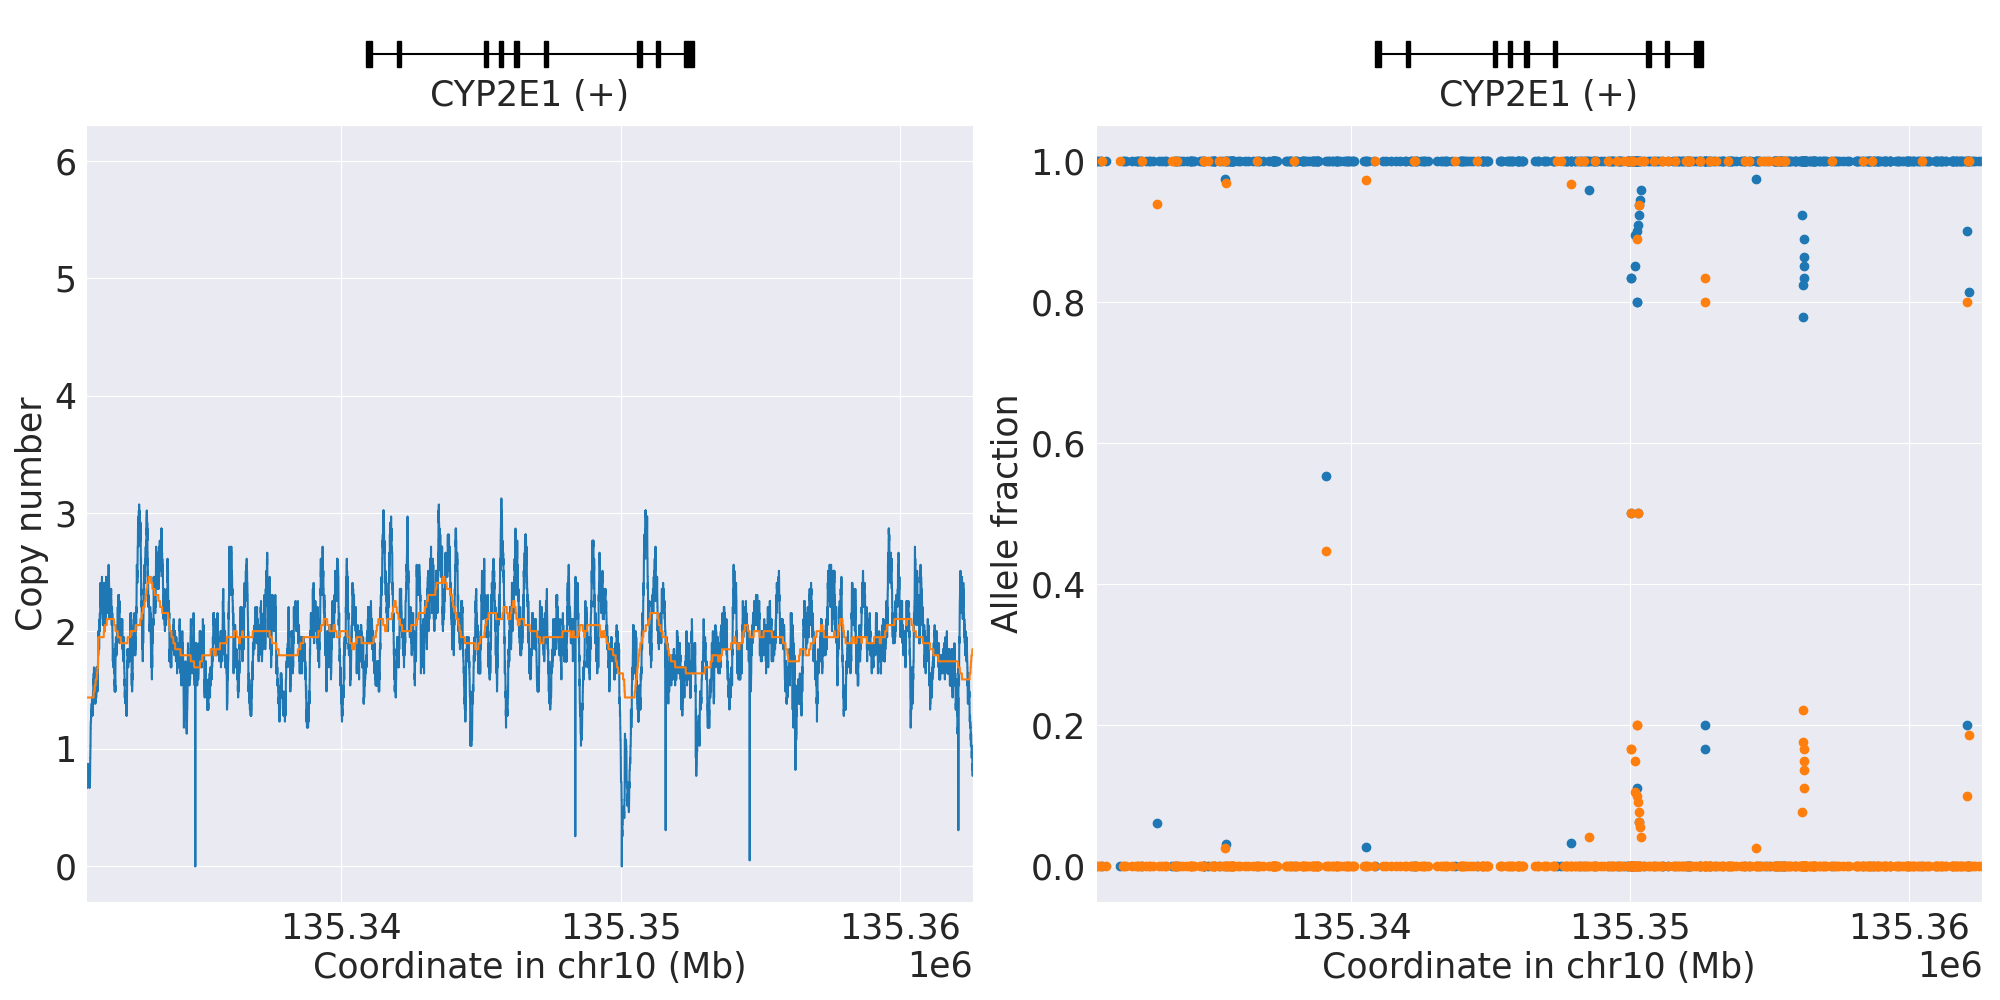 CYP2E1 (+)
Copy number
6
5
4
3
2
1
0
135.34
135.35
135.36
Coordinate in chr10 (Mb)
1e6
CYP2E1 (+)
Allele fraction
1.0
0.8
0.6
0.4
0.2
0.0
135.34
135.35
135.36
Coordinate in chr10 (Mb)
1e6